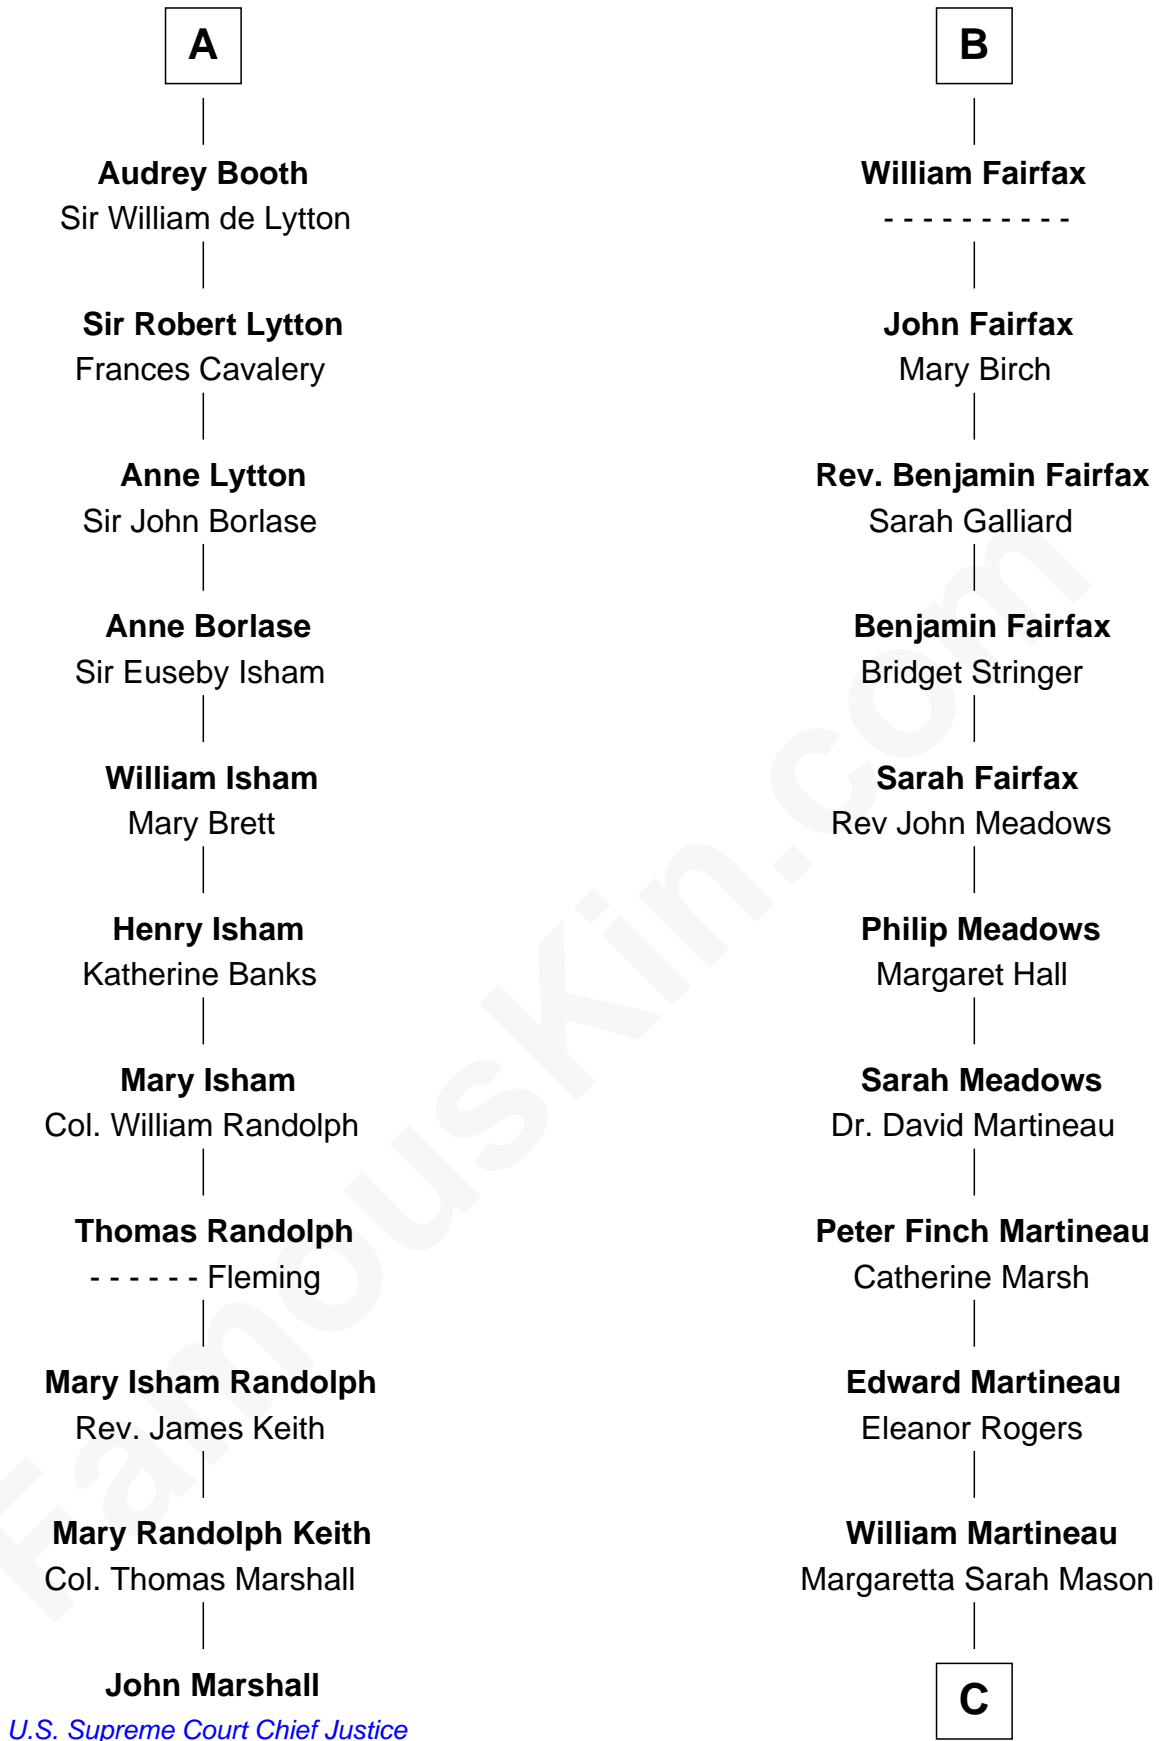 A
Audrey Booth
Sir William de Lytton
Sir Robert Lytton
Frances Cavalery
Anne Lytton
Sir John Borlase
Anne Borlase
Sir Euseby Isham
William Isham
Mary Brett
Henry Isham
Katherine Banks
Mary Isham
Col. William Randolph
Thomas Randolph
- - - - - - Fleming
Mary Isham Randolph
Rev. James Keith
Mary Randolph Keith
Col. Thomas Marshall
John Marshall
U.S. Supreme Court Chief Justice
B
William Fairfax
- - - - - - - - - -
John Fairfax
Mary Birch
Rev. Benjamin Fairfax
Sarah Galliard
Benjamin Fairfax
Bridget Stringer
Sarah Fairfax
Rev John Meadows
Philip Meadows
Margaret Hall
Sarah Meadows
Dr. David Martineau
Peter Finch Martineau
Catherine Marsh
Edward Martineau
Eleanor Rogers
William Martineau
Margaretta Sarah Mason
C
FamousKin.com